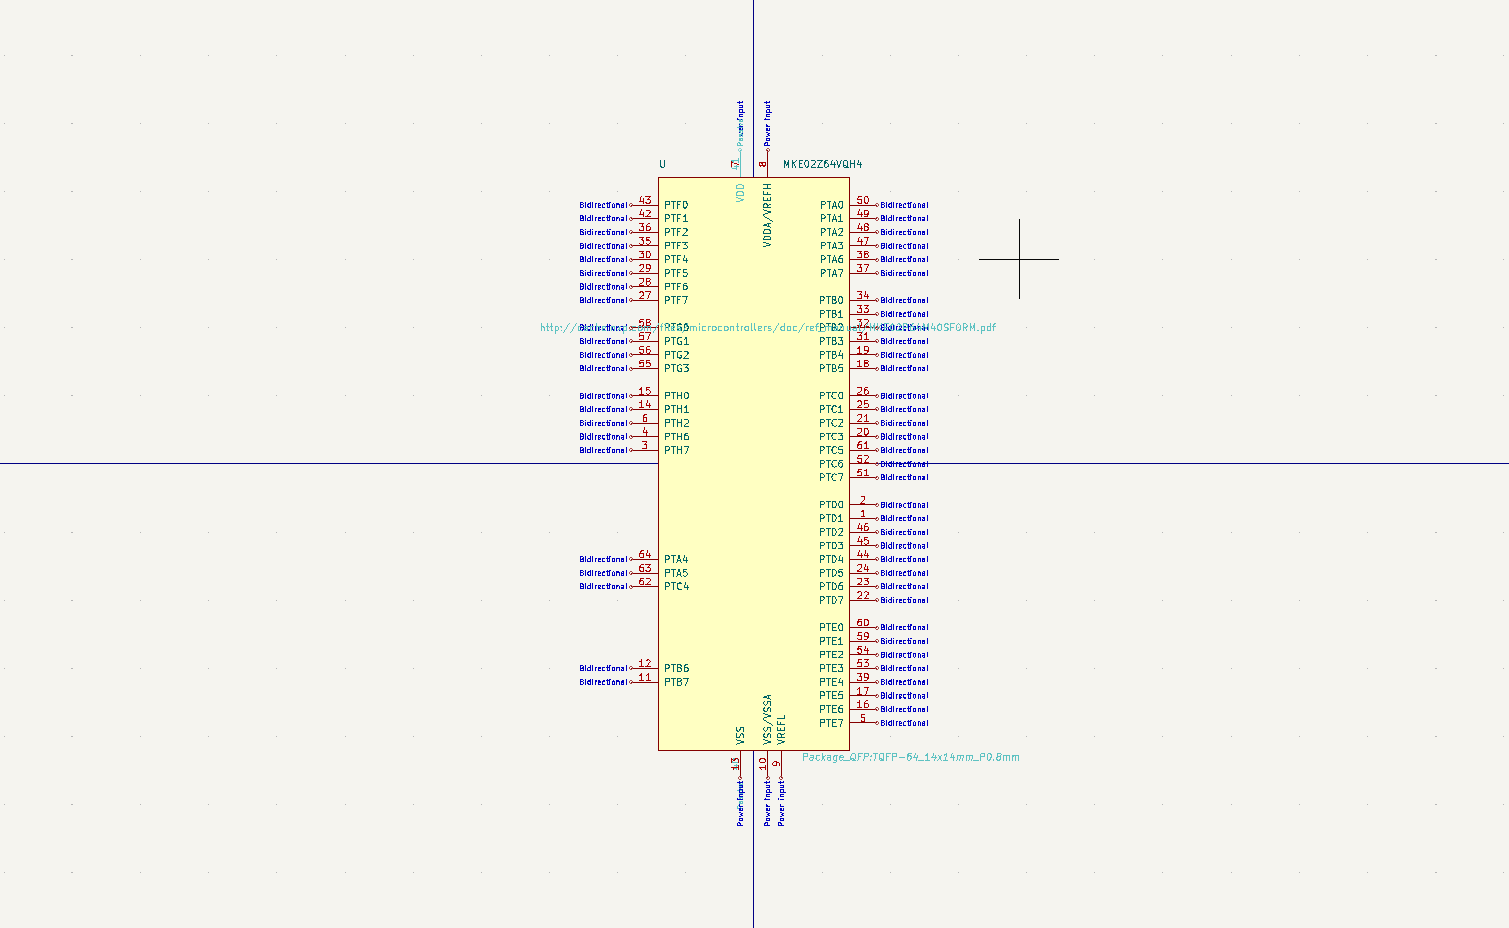 Power Input
Power Input
U
8
MKE02Z64VQH4
VDD
VDDA/VREFH
Bidirectional 43 PTF0
Bidirectional 42 PTF1
Bidirectional 36 PTF2
Bidirectional 35 PTF3
Bidirectional 30 PTF4
Bidirectional 29 PTF5
Bidirectional 28 PTF6
Bidirectional 27 PTF7
Bidirectional 58 PTG0
Bidirectional 57 PTG1
Bidirectional 56 PTG2
Bidirectional 55 PTG3
Bidirectional 15 PTH0
Bidirectional 14 PTH1
Bidirectional 6 PTH2
Bidirectional 4 PTH6
Bidirectional 3 PTH7
Bidirectional 64 PTA4
Bidirectional 63 PTA5
Bidirectional 62 PTC4
Bidirectional 12 PTB6
Bidirectional 11 PTB7
PTA0 50 Bidirectional
PTA1 49 Bidirectional
PTA2 48 Bidirectional
PTA3 47 Bidirectional
PTA6 38 Bidirectional
PTA7 37 Bidirectional
PTB0 34 Bidirectional
PTB1 33 Bidirectional
PTB2 32 Bidirectional
PTB3 31 Bidirectional
PTB4 19 Bidirectional
PTB5 18 Bidirectional
PTC0 26 Bidirectional
PTC1 25 Bidirectional
PTC2 21 Bidirectional
PTC3 20 Bidirectional
PTC5 61 Bidirectional
PTC6 52 Bidirectional
PTC7 51 Bidirectional
PTD0 2 Bidirectional
PTD1 1 Bidirectional
PTD2 46 Bidirectional
PTD3 45 Bidirectional
PTD4 44 Bidirectional
PTD5 24 Bidirectional
PTD6 23 Bidirectional
PTD7 22 Bidirectional
PTE0 60 Bidirectional
PTE1 59 Bidirectional
PTE2 54 Bidirectional
PTE3 53 Bidirectional
PTE4 39 Bidirectional
PTE5 17 Bidirectional
PTE6 16 Bidirectional
PTE7 5 Bidirectional
VSS
VSS/VSSA
VREFL
Package_QFP:TQFP-64_14x14mm_P0.8mm
13
10
9
Power Input
Power Input
Power Input